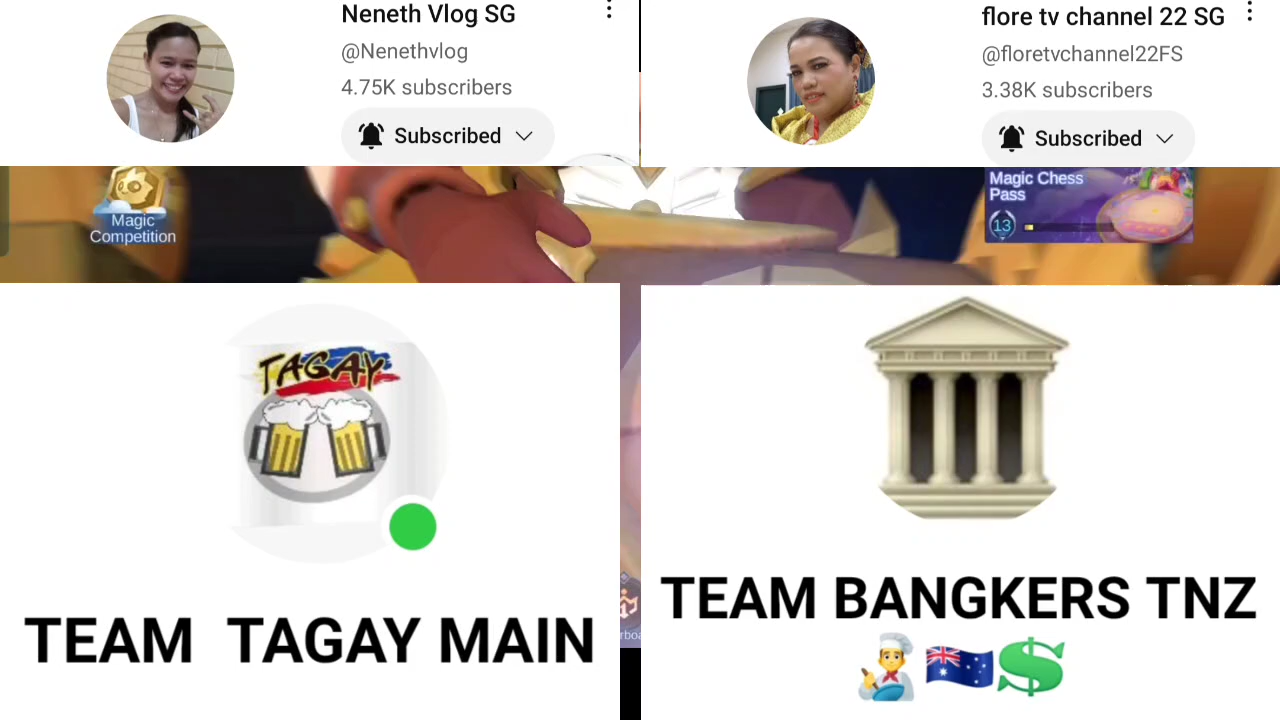 Neneth Vlog SG
@Nenethvlog
4.75K subscribers
Subscribed
flore tv channel 22 SG
@floretvchannel22FS
3.38K subscribers
Subscribed
Magic
Competition
Magic Chess
Pass
13
TAGAY
TEAM TAGAY MAIN
TEAM BANGKERS TNZ